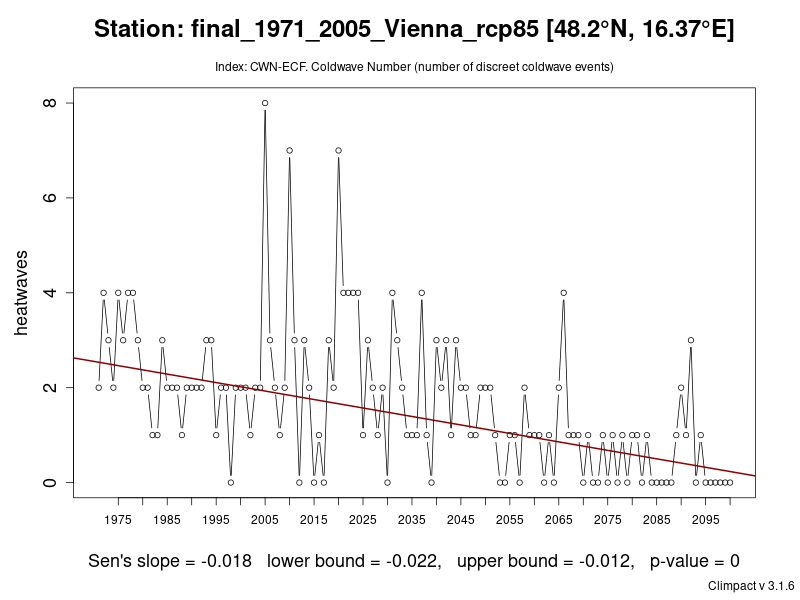 Station: final_1971_2005_Vienna_rcp85 [48.2°N, 16.37°E]
Index: CWN-ECF. Coldwave Number (number of discreet coldwave events)
heatwaves
8
6
4
2
0
1975 1985 1995 2005 2015 2025 2035 2045 2055 2065 2075 2085 2095
Sen's slope = -0.018 lower bound = -0.022, upper bound = -0.012, p-value = 0
Climpact v 3.1.6